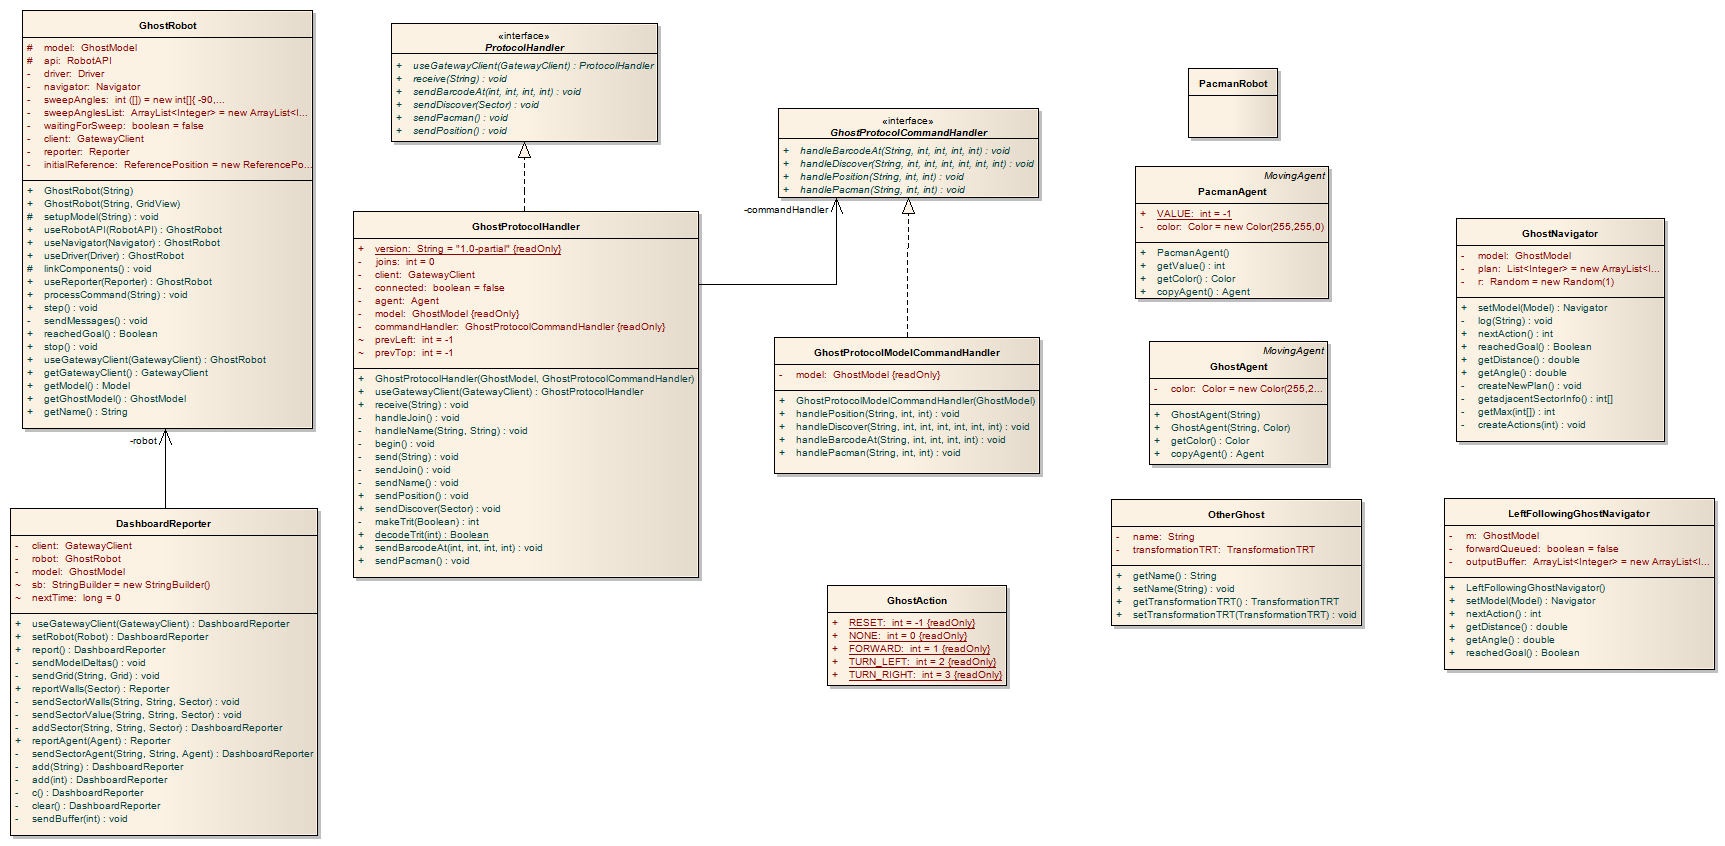 GhostRobot
# model: GhostModel
# api: RobotAPI
- driver: Driver
- navigator: Navigator
- sweepAngles: int ([]) = new int[]{ -90,...
- sweepAnglesList: ArrayList<Integer> = new ArrayList<I...
- waitingForSweep: boolean = false
- client: GatewayClient
- reporter: Reporter
- initialReference: ReferencePosition = new ReferencePo...
+ GhostRobot(String)
+ GhostRobot(String, GridView)
# setupModel(String) : void
+ useRobotAPI(RobotAPI) : GhostRobot
+ useNavigator(Navigator) : GhostRobot
+ useDriver(Driver) : GhostRobot
# linkComponents() : void
+ useReporter(Reporter) : GhostRobot
+ processCommand(String) : void
+ step() : void
- sendMessages() : void
+ reachedGoal() : Boolean
+ stop() : void
+ useGatewayClient(GatewayClient) : GhostRobot
+ getGatewayClient() : GatewayClient
+ getModel() : Model
+ getGhostModel() : GhostModel
+ getName() : String
-robot
DashboardReporter
- client: GatewayClient
- robot: GhostRobot
- model: GhostModel
~ sb: StringBuilder = new StringBuilder()
~ nextTime: long = 0
+ useGatewayClient(GatewayClient) : DashboardReporter
+ setRobot(Robot) : DashboardReporter
+ report() : DashboardReporter
- sendModelDeltas() : void
- sendGrid(String, Grid) : void
+ reportWalls(Sector) : Reporter
- sendSectorWalls(String, String, Sector) : void
- sendSectorValue(String, String, Sector) : void
- addSector(String, String, Sector) : DashboardReporter
+ reportAgent(Agent) : Reporter
- sendSectorAgent(String, String, Agent) : DashboardReporter
- add(String) : DashboardReporter
- add(int) : DashboardReporter
- c() : DashboardReporter
- clear() : DashboardReporter
- sendBuffer(int) : void
«interface»
ProtocolHandler
+ useGatewayClient(GatewayClient) : ProtocolHandler
+ receive(String) : void
+ sendBarcodeAt(int, int, int, int) : void
+ sendDiscover(Sector) : void
+ sendPacman() : void
+ sendPosition() : void
GhostProtocolHandler
+ version: String = "1.0-partial" {readOnly}
- joins: int = 0
- client: GatewayClient
- connected: boolean = false
- agent: Agent
- model: GhostModel {readOnly}
- commandHandler: GhostProtocolCommandHandler {readOnly}
~ prevLeft: int = -1
~ prevTop: int = -1
+ GhostProtocolHandler(GhostModel, GhostProtocolCommandHandler)
+ useGatewayClient(GatewayClient) : GhostProtocolHandler
+ receive(String) : void
- handleJoin() : void
- handleName(String, String) : void
- begin() : void
- send(String) : void
- sendJoin() : void
- sendName() : void
+ sendPosition() : void
+ sendDiscover(Sector) : void
- makeTrit(Boolean) : int
+ decodeTrit(int) : Boolean
+ sendBarcodeAt(int, int, int, int) : void
+ sendPacman() : void
«interface»
GhostProtocolCommandHandler
+ handleBarcodeAt(String, int, int, int, int) : void
+ handleDiscover(String, int, int, int, int, int, int) : void
+ handlePosition(String, int, int) : void
+ handlePacman(String, int, int) : void
-commandHandler
GhostProtocolModelCommandHandler
- model: GhostModel {readOnly}
+ GhostProtocolModelCommandHandler(GhostModel)
+ handlePosition(String, int, int) : void
+ handleDiscover(String, int, int, int, int, int, int) : void
+ handleBarcodeAt(String, int, int, int, int) : void
+ handlePacman(String, int, int) : void
GhostAction
+ RESET: int = -1 {readOnly}
+ NONE: int = 0 {readOnly}
+ FORWARD: int = 1 {readOnly}
+ TURN_LEFT: int = 2 {readOnly}
+ TURN_RIGHT: int = 3 {readOnly}
PacmanRobot
MovingAgent
PacmanAgent
+ VALUE: int = -1
- color: Color = new Color(255,255,0)
+ PacmanAgent()
+ getValue() : int
+ getColor() : Color
+ copyAgent() : Agent
MovingAgent
GhostAgent
- color: Color = new Color(255,2...
+ GhostAgent(String)
+ GhostAgent(String, Color)
+ getColor() : Color
+ copyAgent() : Agent
OtherGhost
- name: String
- transformationTRT: TransformationTRT
+ getName() : String
+ setName(String) : void
+ getTransformationTRT() : TransformationTRT
+ setTransformationTRT(TransformationTRT) : void
GhostNavigator
- model: GhostModel
- plan: List<Integer> = new ArrayList<I...
- r: Random = new Random(1)
+ setModel(Model) : Navigator
- log(String) : void
+ nextAction() : int
+ reachedGoal() : Boolean
+ getDistance() : double
+ getAngle() : double
- createNewPlan() : void
- getadjacentSectorInfo() : int[]
- getMax(int[]) : int
- createActions(int) : void
LeftFollowingGhostNavigator
- m: GhostModel
- forwardQueued: boolean = false
- outputBuffer: ArrayList<Integer> = new ArrayList<I...
+ LeftFollowingGhostNavigator()
+ setModel(Model) : Navigator
+ nextAction() : int
+ getDistance() : double
+ getAngle() : double
+ reachedGoal() : Boolean